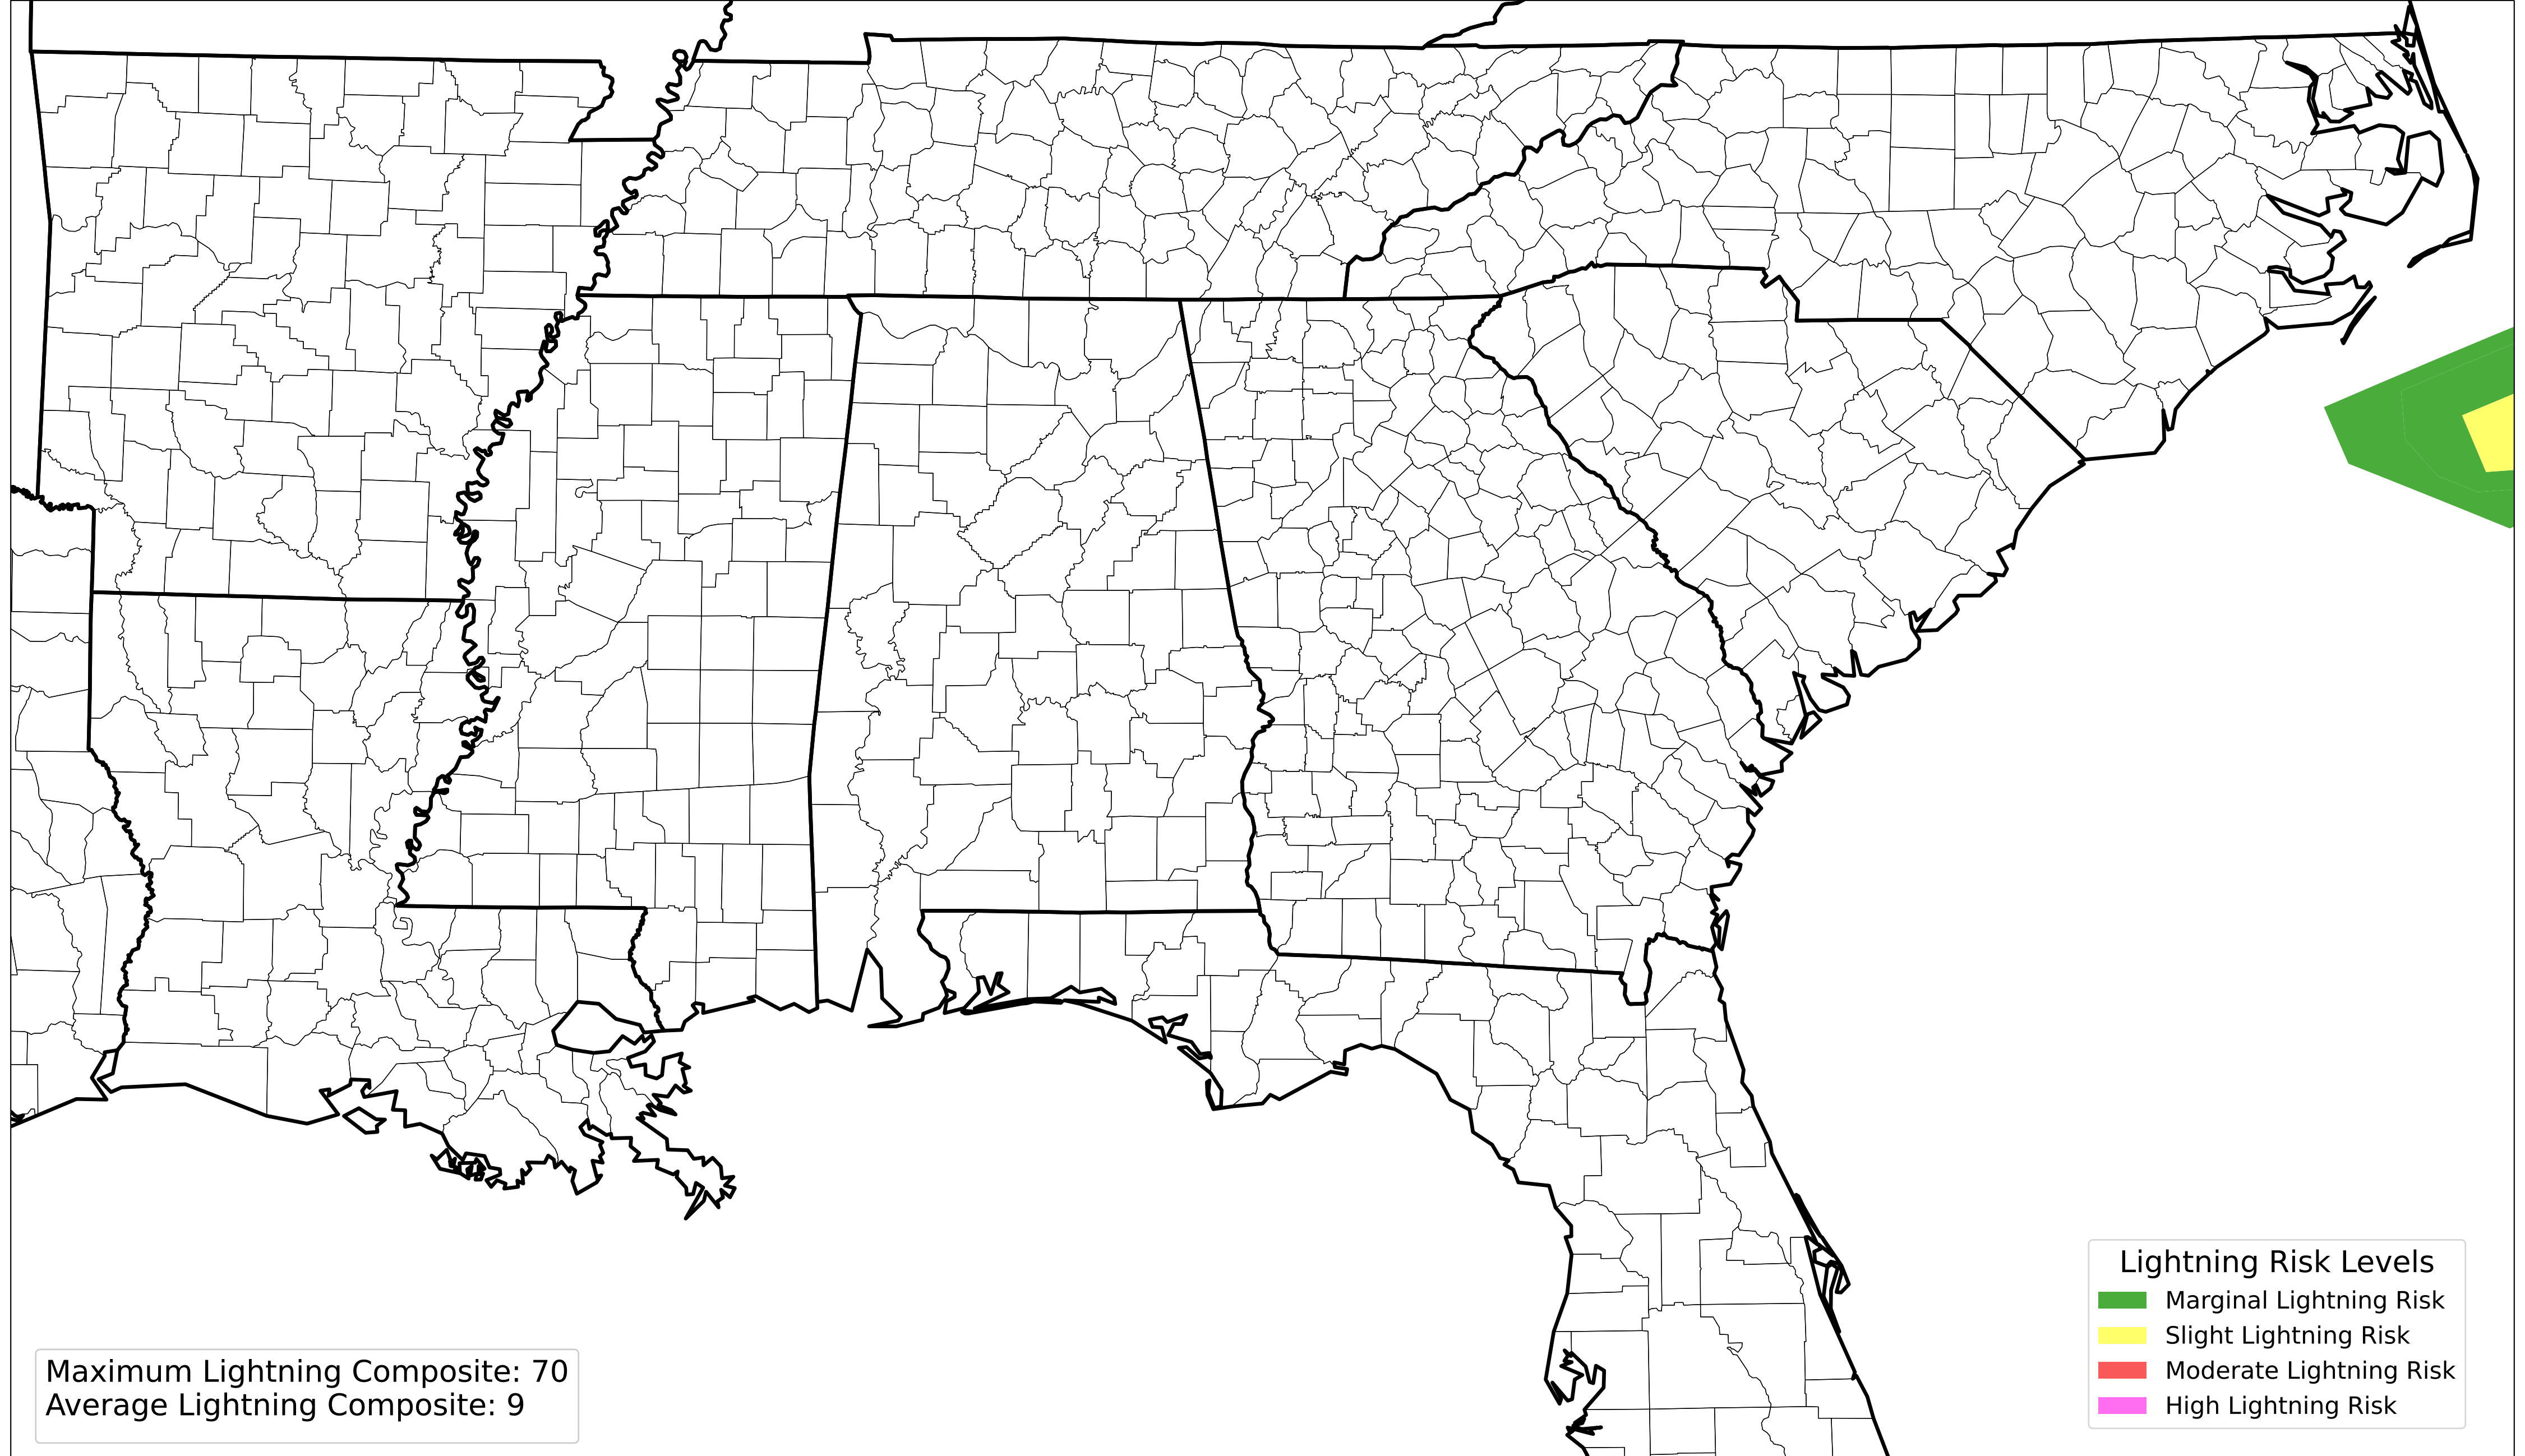 Lightning Risk Levels
Marginal Lightning Risk
Slight Lightning Risk
Moderate Lightning Risk
High Lightning Risk
Maximum Lightning Composite: 70
Average Lightning Composite: 9